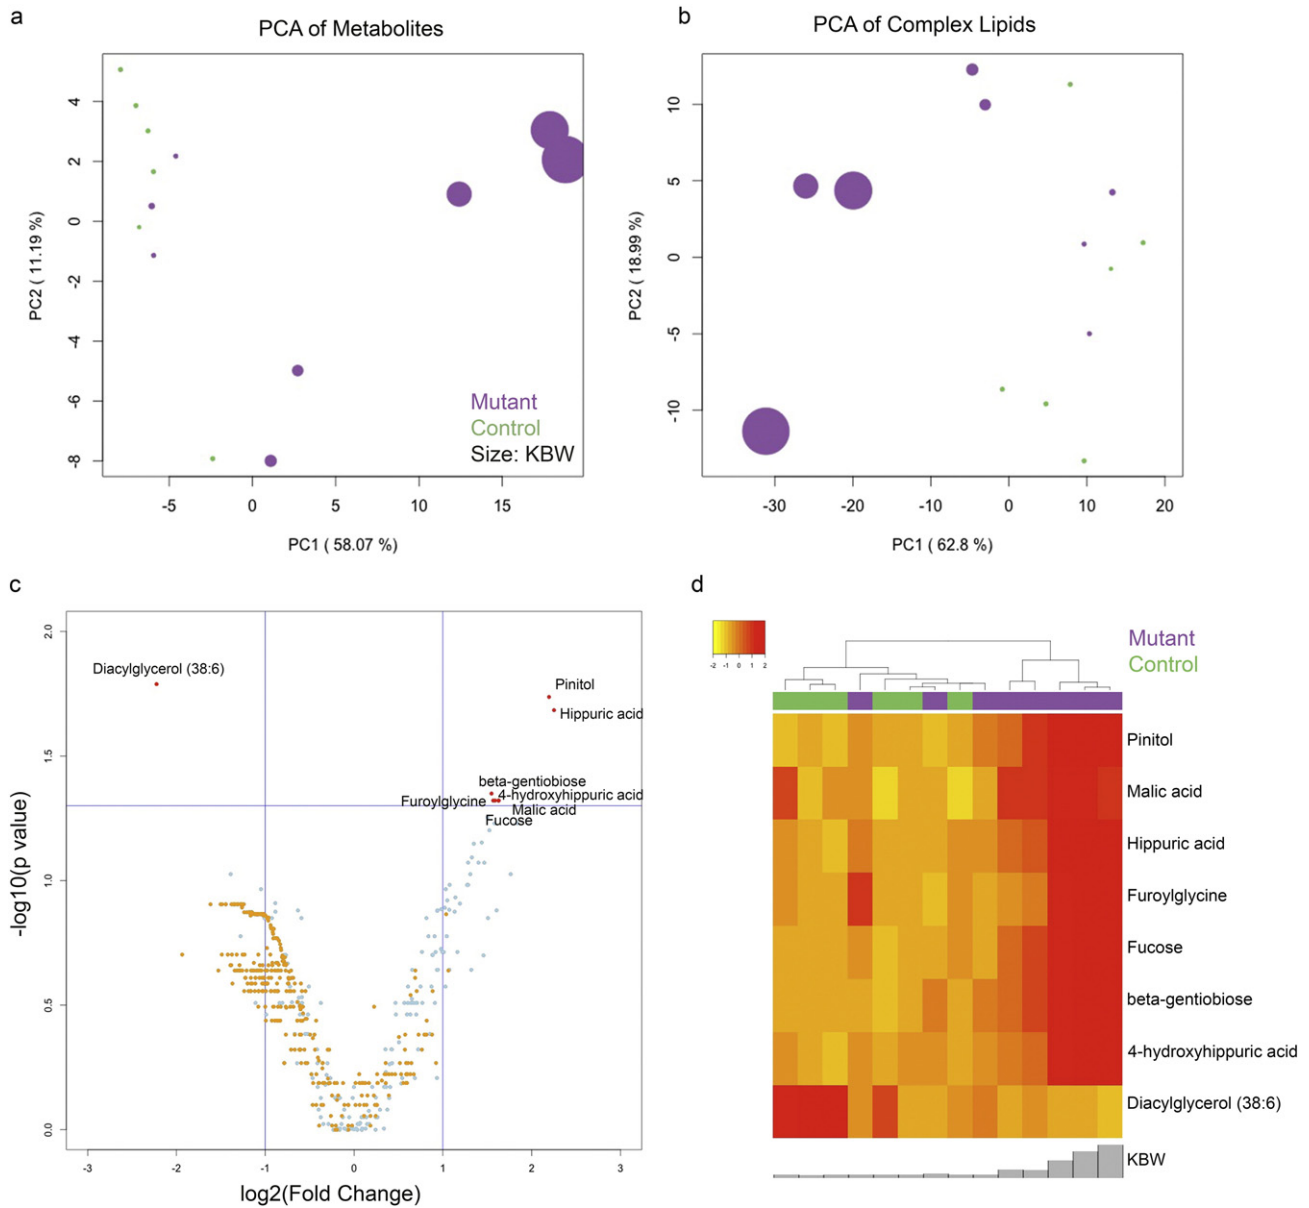 a
PCA of Metabolites
4
2
0
-2
-4
-6
-8
PC2 ( 11.19 %)
Mutant
Control
Size: KBW
-5
0
5
10
15
PC1 ( 58.07 %)
b
PCA of Complex Lipids
10
5
0
-5
-10
PC2 ( 18.99 %)
-30
-20
-10
0
10
20
PC1 ( 62.8 %)
c
2.0
1.5
1.0
0.5
0.0
-log10(p value)
Diacylglycerol (38:6)
Pinitol
Hippuric acid
beta-gentiobiose
4-hydroxyhippuric acid
Furoylglycine
Malic acid
Fucose
-3
-2
-1
0
1
2
3
log2(Fold Change)
d
-2 -1 0 1 2
Mutant
Control
Pinitol
Malic acid
Hippuric acid
Furoylglycine
Fucose
beta-gentiobiose
4-hydroxyhippuric acid
Diacylglycerol (38:6)
KBW